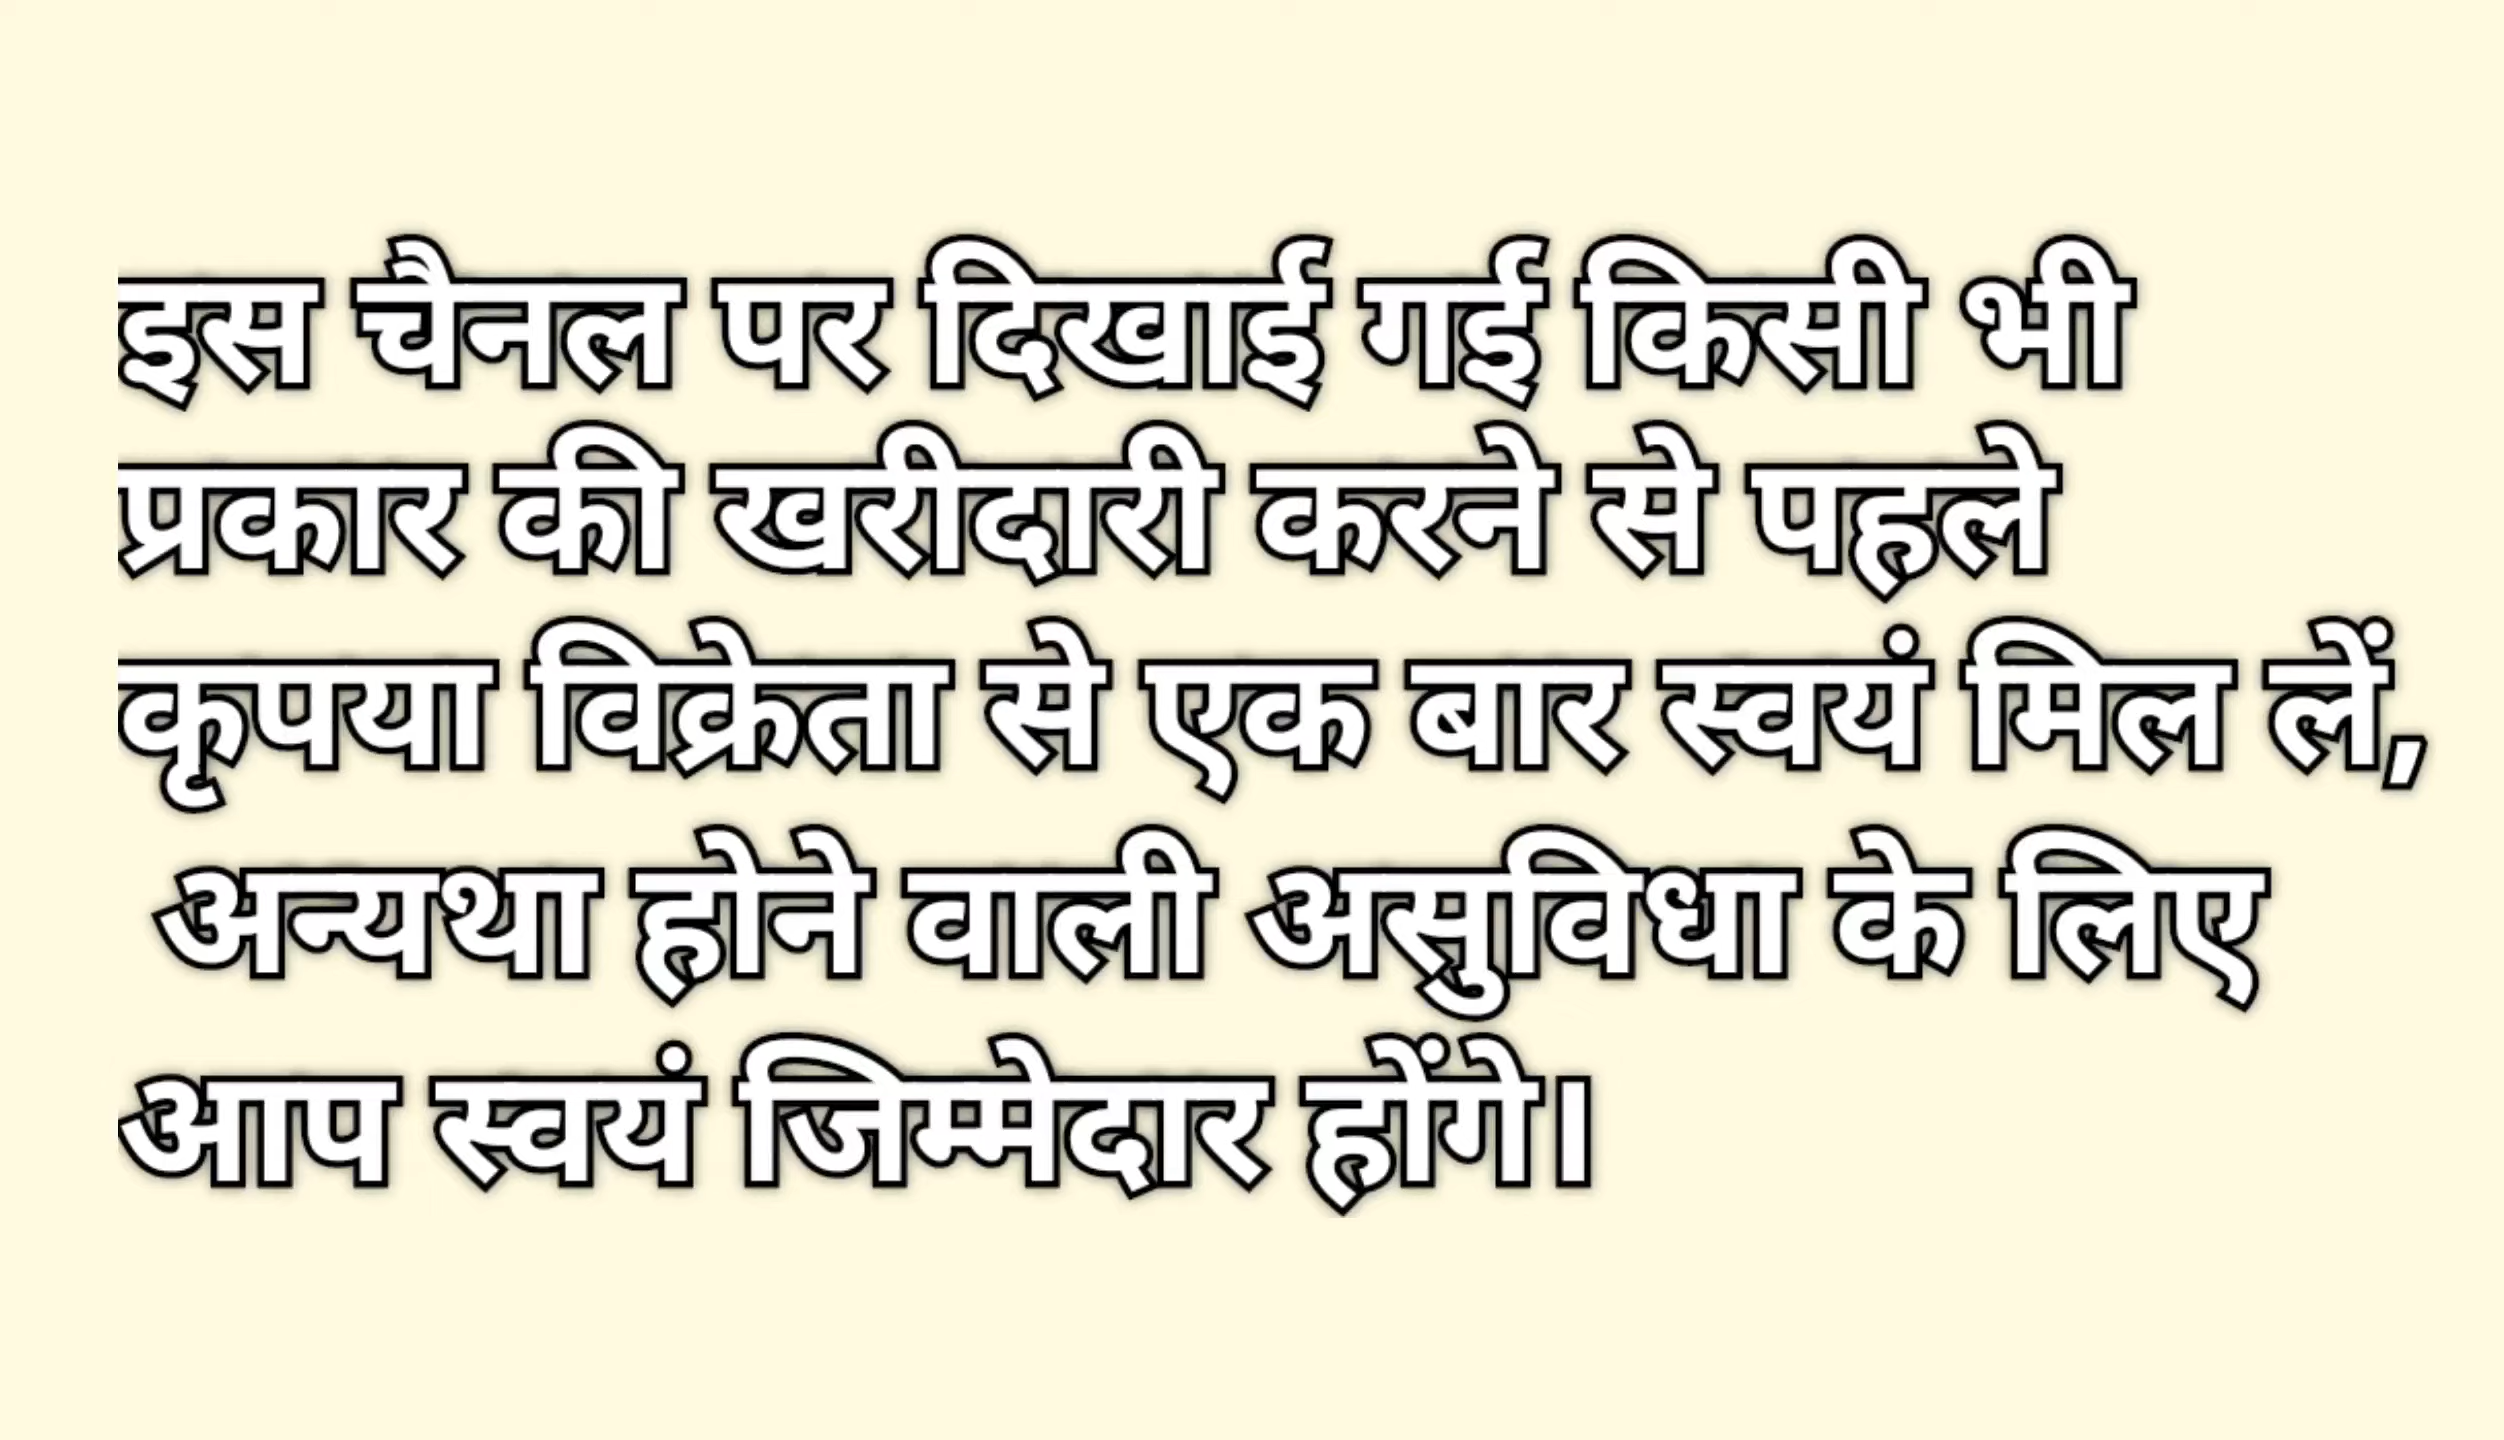 इस चैनल पर दिखाई गई किसी भी
प्रकार की खरीदारी करने से पहले
कृपया विक्रेता से एक बार स्वयं मिल लें,
अन्यथा होने वाली असुविधा के लिए
आप स्वयं जिम्मेदार होंगे।